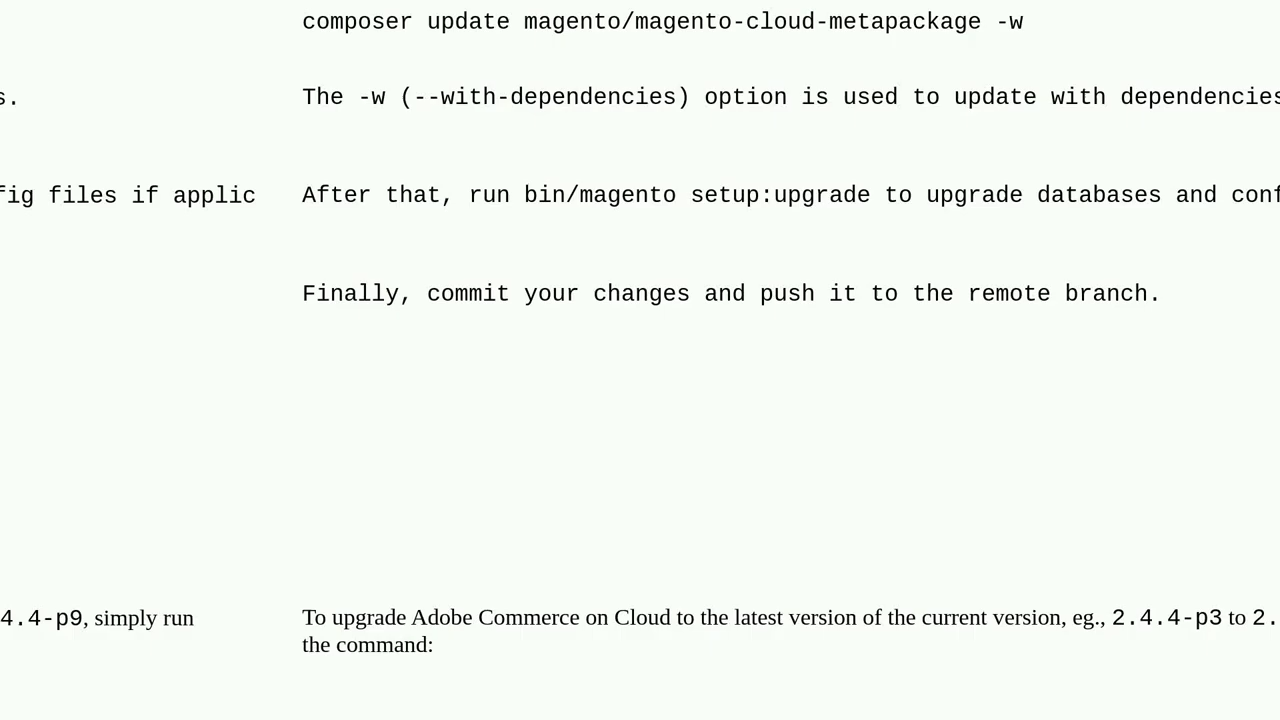 composer update magento/magento-cloud-metapackage -w
s. The -w (--with-dependencies) option is used to update with dependencies
fig files if applic After that, run bin/magento setup:upgrade to upgrade databases and conf
Finally, commit your changes and push it to the remote branch.
4.4-p9, simply run To upgrade Adobe Commerce on Cloud to the latest version of the current version, eg., 2.4.4-p3 to 2.
the command: